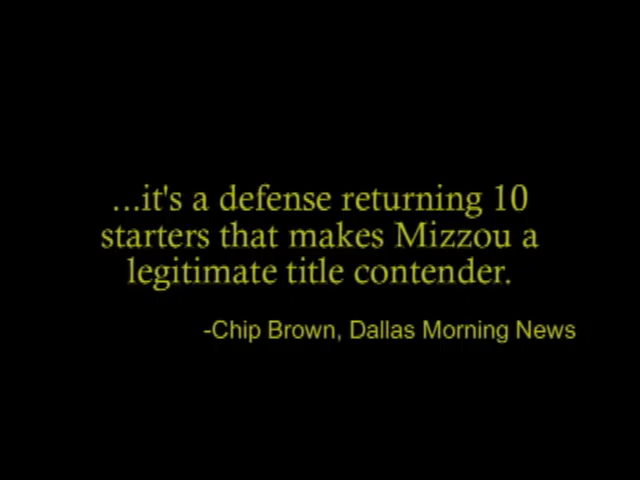 ...it's a defense returning 10
starters that makes Mizzou a
legitimate title contender.
-Chip Brown, Dallas Morning News